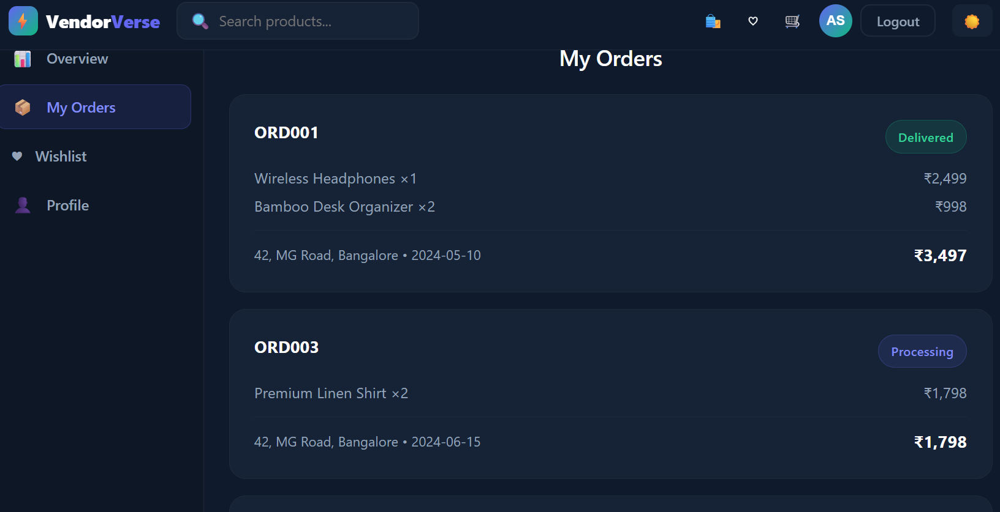 VendorVerse
Search products...
AS
Logout
Overview
My Orders
Wishlist
Profile
My Orders
ORD001
Delivered
Wireless Headphones ×1
₹2,499
Bamboo Desk Organizer ×2
₹998
42, MG Road, Bangalore • 2024-05-10
₹3,497
ORD003
Processing
Premium Linen Shirt ×2
₹1,798
42, MG Road, Bangalore • 2024-06-15
₹1,798